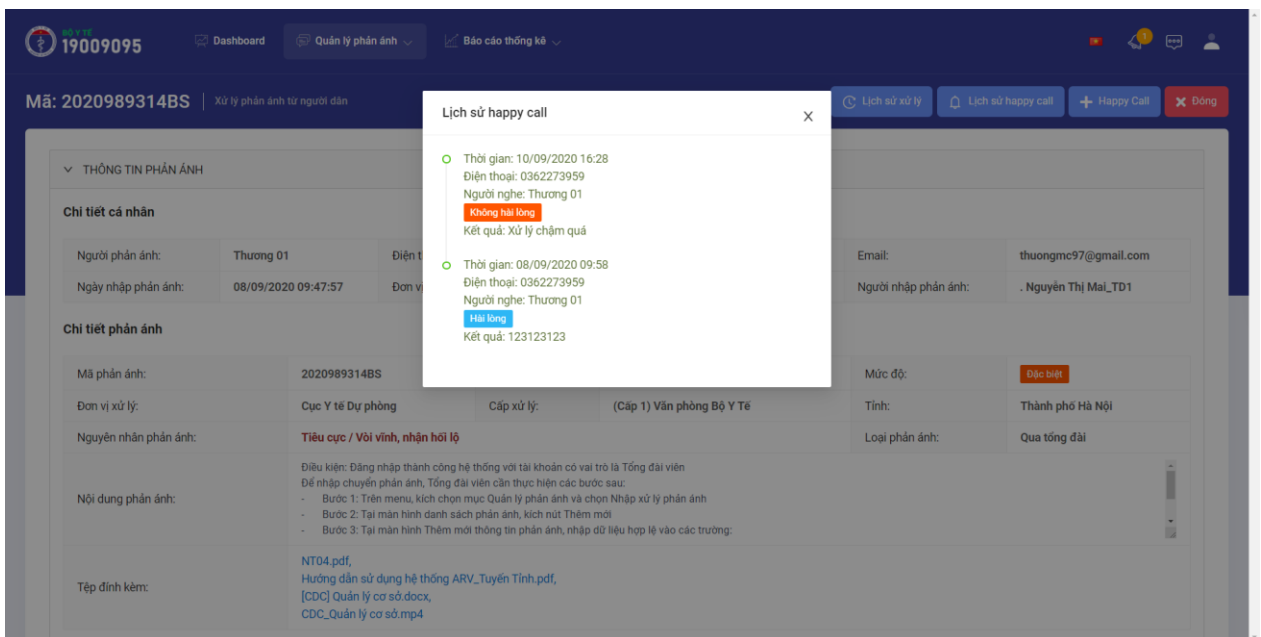 BỘ Y TẾ
19009095
Dashboard
Quản lý phản ánh
Báo cáo thống kê
1
Mã: 2020989314BS
Xử lý phản ánh từ người dân
Lịch sử xử lý
Lịch sử happy call
Happy Call
Đóng
Lịch sử happy call
Thời gian: 10/09/2020 16:28
Điện thoại: 0362273959
Người nghe: Thương 01
Không hài lòng
Kết quả: Xử lý chậm quá
Thời gian: 08/09/2020 09:58
Điện thoại: 0362273959
Người nghe: Thương 01
Hài lòng
Kết quả: 123123123
THÔNG TIN PHẢN ÁNH
Chi tiết cá nhân
Người phản ánh: Thương 01 Điện Email: thuongmc97@gmail.com
Ngày nhập phản ánh: 08/09/2020 09:47:57 Đơn Người nhập phản ánh: . Nguyễn Thị Mai_TD1
Chi tiết phản ánh
Mã phản ánh: 2020989314BS Mức độ: Đặc biệt
Đơn vị xử lý: Cục Y tế Dự phòng Cấp xử lý: (Cấp 1) Văn phòng Bộ Y Tế Tỉnh: Thành phố Hà Nội
Nguyên nhân phản ánh: Tiêu cực / Vòi vĩnh, nhận hối lộ Loại phản ánh: Qua tổng đài
Nội dung phản ánh:
Điều kiện: Đăng nhập thành công hệ thống với tài khoản có vai trò là Tổng đài viên
Để nhập chuyển phản ánh, Tổng đài viên cần thực hiện các bước sau:
- Bước 1: Trên menu, kích chọn mục Quản lý phản ánh và chọn Nhập xử lý phản ánh
- Bước 2: Tại màn hình danh sách phản ánh, kích nút Thêm mới
- Bước 3: Tại màn hình Thêm mới thông tin phản ánh, nhập dữ liệu hợp lệ vào các trường:
Tệp đính kèm:
NT04.pdf,
Hướng dẫn sử dụng hệ thống ARV_Tuyến Tỉnh.pdf,
[CDC] Quản lý cơ sở.docx,
CDC_Quản lý cơ sở.mp4